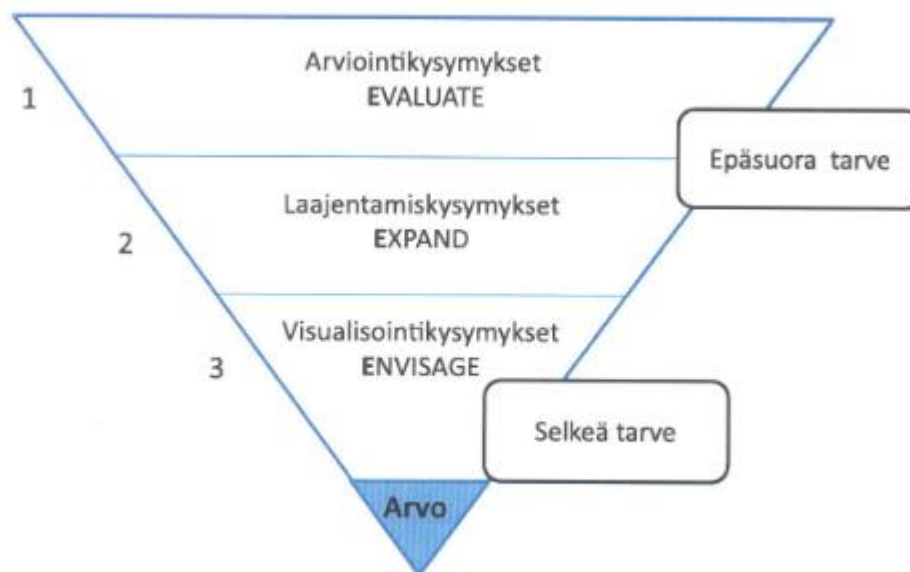 Arviointikysymykset
EVALUATE
1
Epäsuora tarve
Laajentamiskysymykset
EXPAND
2
Visualisointikysymykset
ENVISAGE
3
Selkeä tarve
Arvo